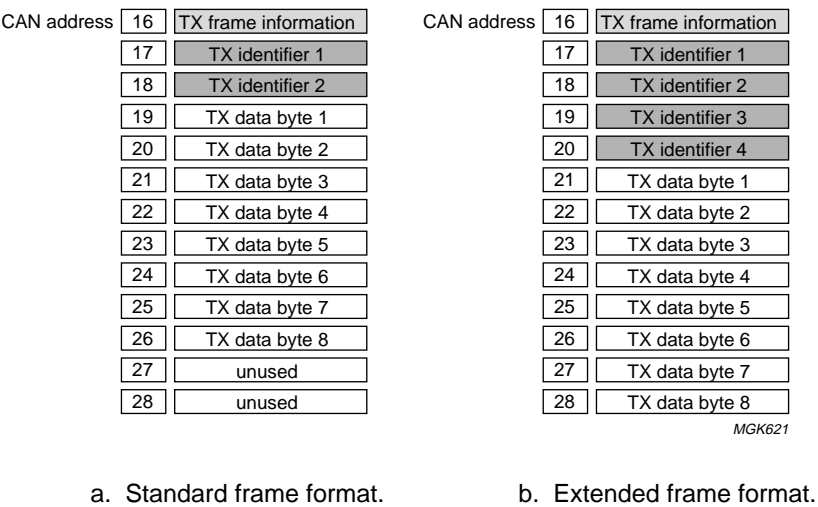 CAN address 16 TX frame information CAN address 16 TX frame information
17 TX identifier 1 17 TX identifier 1
18 TX identifier 2 18 TX identifier 2
19 TX data byte 1 19 TX identifier 3
20 TX data byte 2 20 TX identifier 4
21 TX data byte 3 21 TX data byte 1
22 TX data byte 4 22 TX data byte 2
23 TX data byte 5 23 TX data byte 3
24 TX data byte 6 24 TX data byte 4
25 TX data byte 7 25 TX data byte 5
26 TX data byte 8 26 TX data byte 6
27 unused 27 TX data byte 7
28 unused 28 TX data byte 8
MGK621
a. Standard frame format. b. Extended frame format.